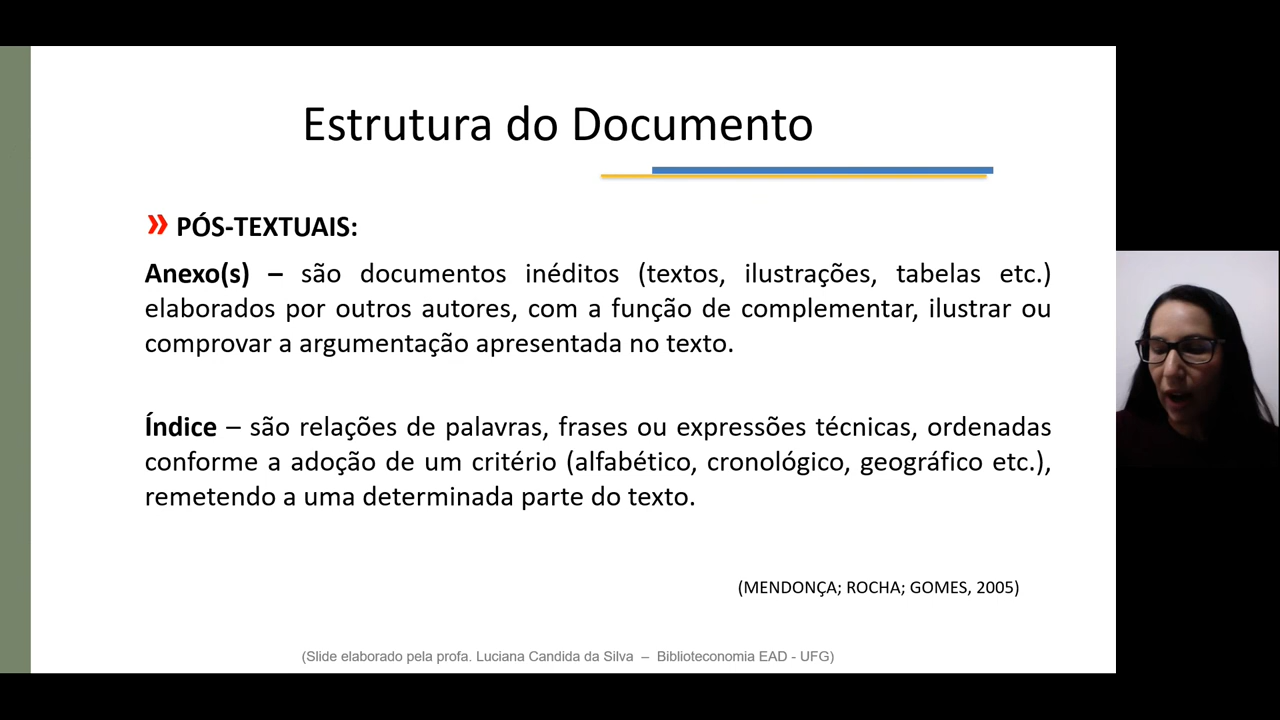 Estrutura do Documento
» PÓS-TEXTUAIS:
Anexo(s) – são documentos inéditos (textos, ilustrações, tabelas etc.)
elaborados por outros autores, com a função de complementar, ilustrar ou
comprovar a argumentação apresentada no texto.
Índice – são relações de palavras, frases ou expressões técnicas, ordenadas
conforme a adoção de um critério (alfabético, cronológico, geográfico etc.),
remetendo a uma determinada parte do texto.
(MENDONÇA; ROCHA; GOMES, 2005)
(Slide elaborado pela profa. Luciana Candida da Silva – Biblioteconomia EAD - UFG)